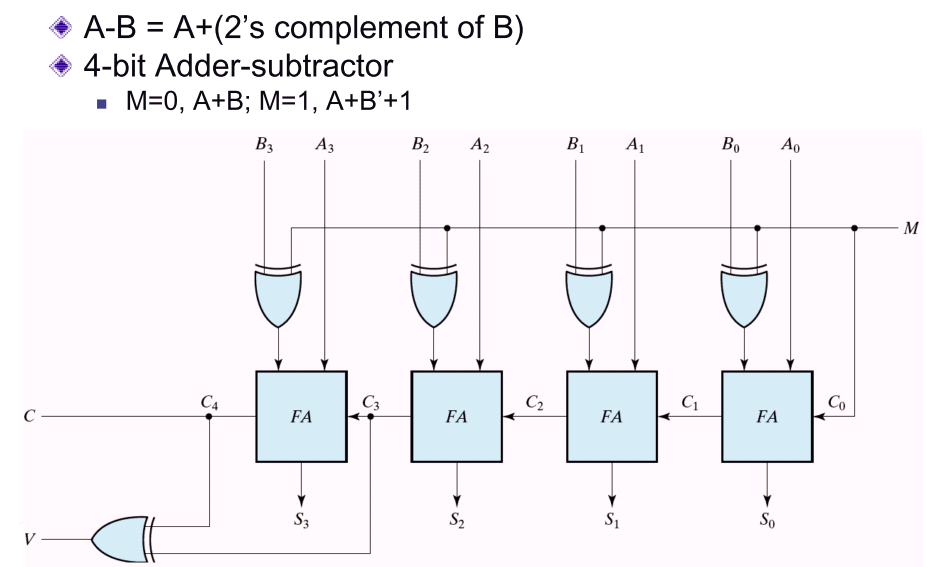 A-B = A+(2’s complement of B)
4-bit Adder-subtractor
M=0, A+B; M=1, A+B’+1
B3 A3 B2 A2 B1 A1 B0 A0
M
C C4 FA C3 FA C2 FA C1 FA C0
S3 S2 S1 S0
V